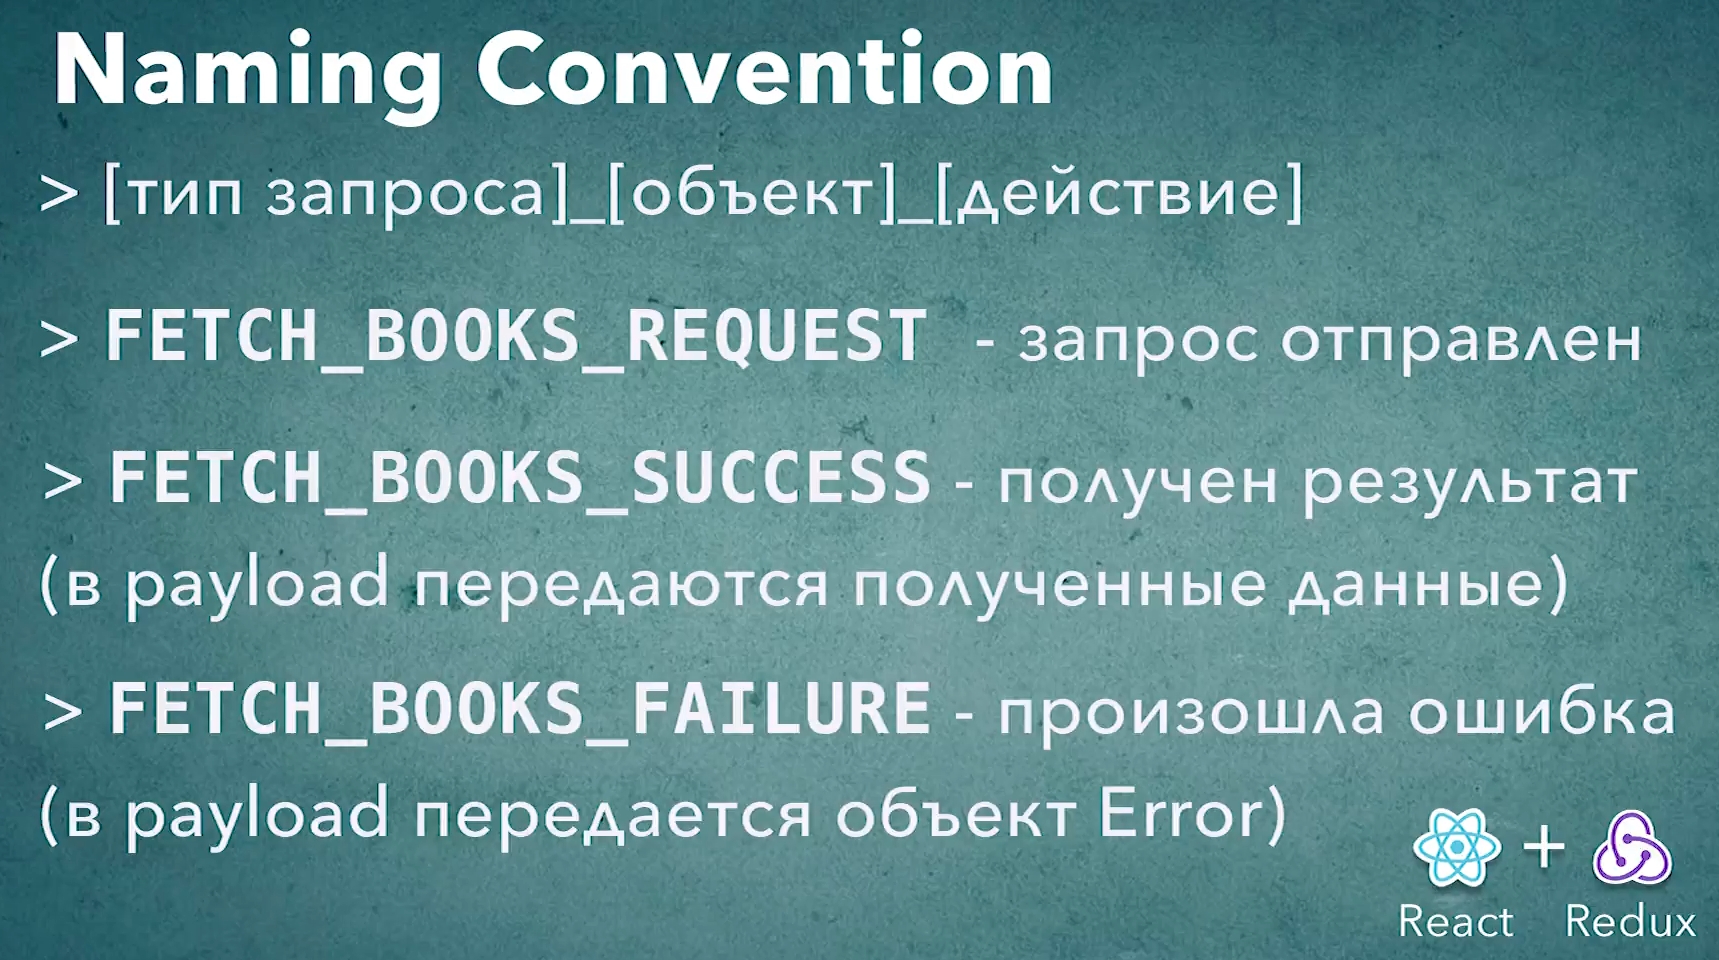 Naming Convention
> [тип запроса]_[объект]_[действие]
> FETCH_BOOKS_REQUEST - запрос отправлен
> FETCH_BOOKS_SUCCESS - получен результат
(в payload передаются полученные данные)
> FETCH_BOOKS_FAILURE - произошла ошибка
(в payload передается объект Error)
+
React Redux